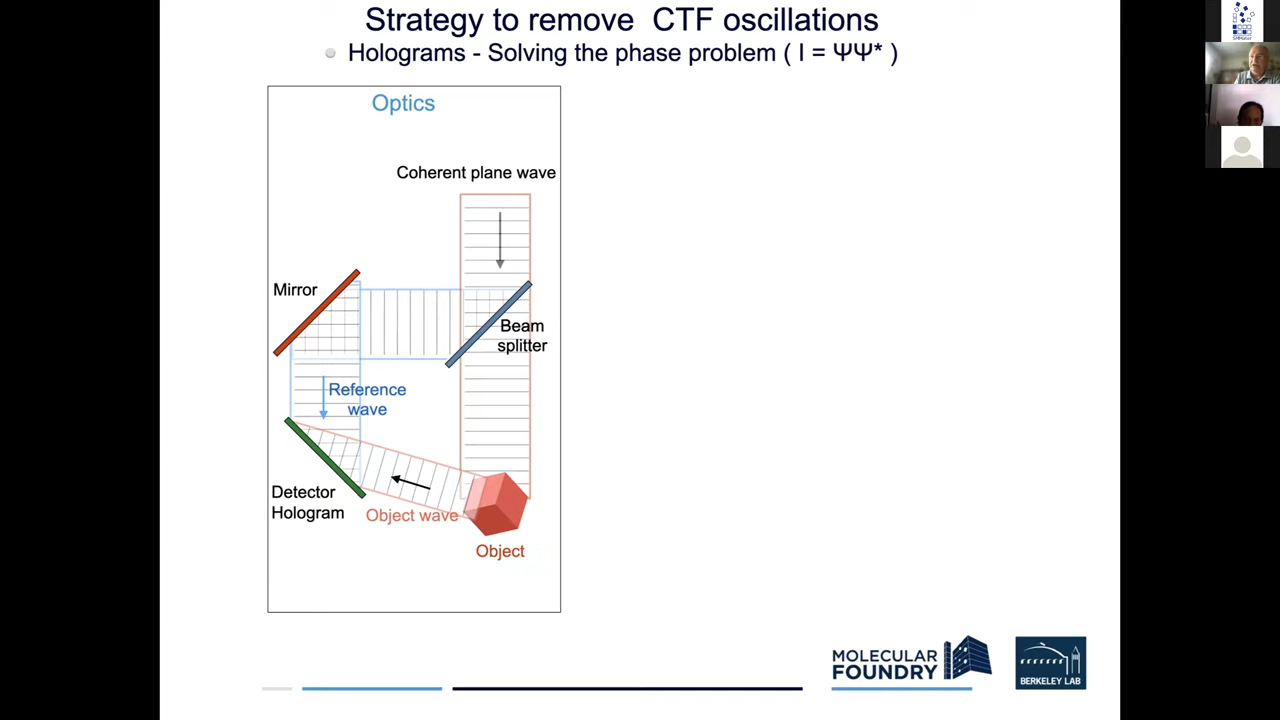 Strategy to remove CTF oscillations
Holograms - Solving the phase problem ( I = ΨΨ* )
Optics
Coherent plane wave
Mirror
Beam
splitter
Reference
wave
Detector
Hologram
Object wave
Object
MOLECULAR
FOUNDRY
BERKELEY LAB